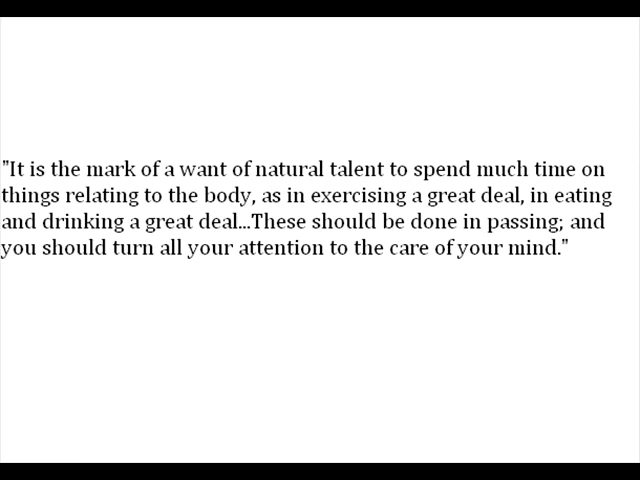 "It is the mark of a want of natural talent to spend much time on
things relating to the body, as in exercising a great deal, in eating
and drinking a great deal...These should be done in passing; and
you should turn all your attention to the care of your mind."